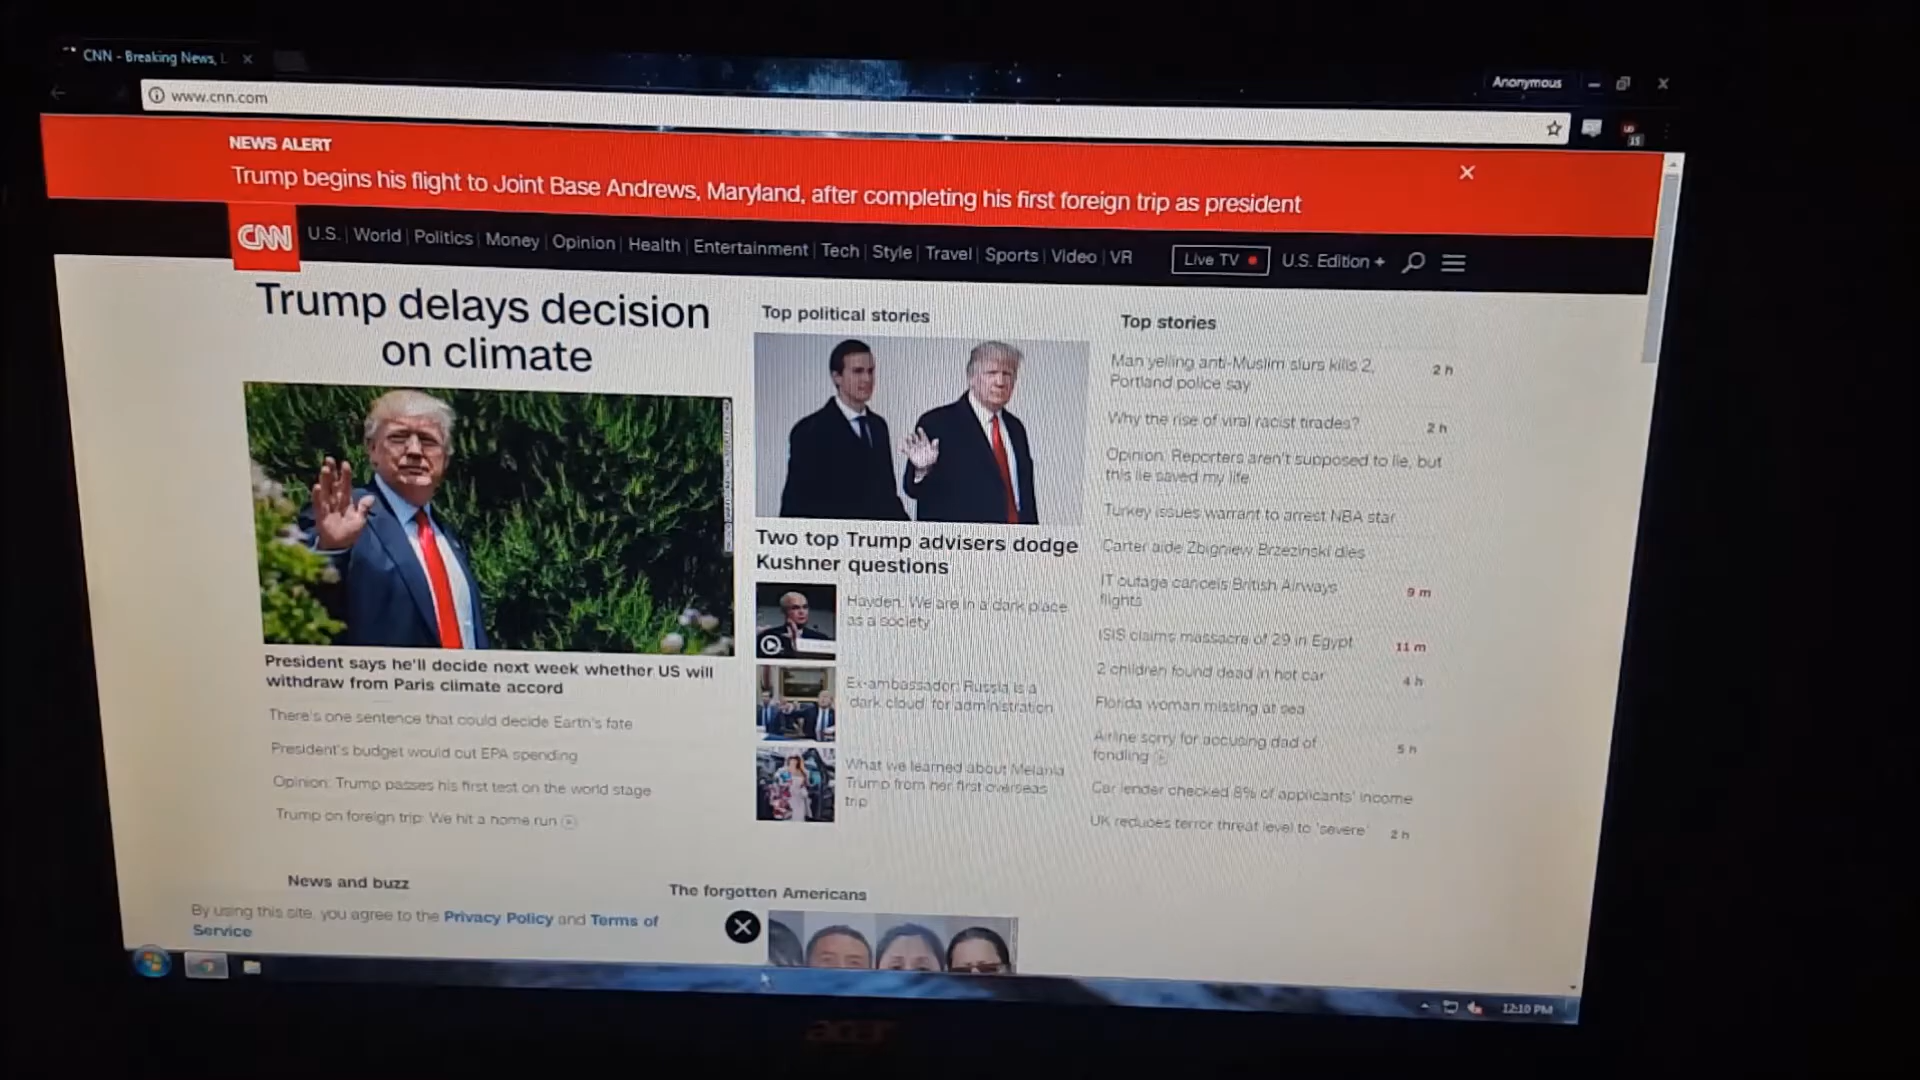 CNN - Breaking News, L
Anonymous
www.cnn.com
NEWS ALERT
Trump begins his flight to Joint Base Andrews, Maryland, after completing his first foreign trip as president
CNN
U.S. | World | Politics | Money | Opinion | Health | Entertainment | Tech | Style | Travel | Sports | Video | VR
Live TV
U.S. Edition +
Trump delays decision
on climate
President says he'll decide next week whether US will
withdraw from Paris climate accord
There's one sentence that could decide Earth's fate
President's budget would cut EPA spending
Opinion: Trump passes his first test on the world stage
Trump on foreign trip: We hit a home run
Top political stories
Two top Trump advisers dodge
Kushner questions
Hayden: We are in a dark place
as a society
Ex-ambassador: Russia is a
'dark cloud' for administration
What we learned about Melania
Trump from her first overseas
trip
Top stories
Man yelling anti-Muslim slurs kills 2,
Portland police say
2 h
Why the rise of viral racist tirades?
2 h
Opinion: Reporters aren't supposed to lie, but
this lie saved my life
Turkey issues warrant to arrest NBA star
Carter aide Zbigniew Brzezinski dies
IT outage cancels British Airways
flights
9 m
ISIS claims massacre of 29 in Egypt
11 m
2 children found dead in hot car
4 h
Florida woman missing at sea
Airline sorry for accusing dad of
fondling
5 h
Car lender checked 8% of applicants' income
UK reduces terror threat level to 'severe'
2 h
News and buzz
The forgotten Americans
By using this site, you agree to the Privacy Policy and Terms of
Service
12:10 PM
acer